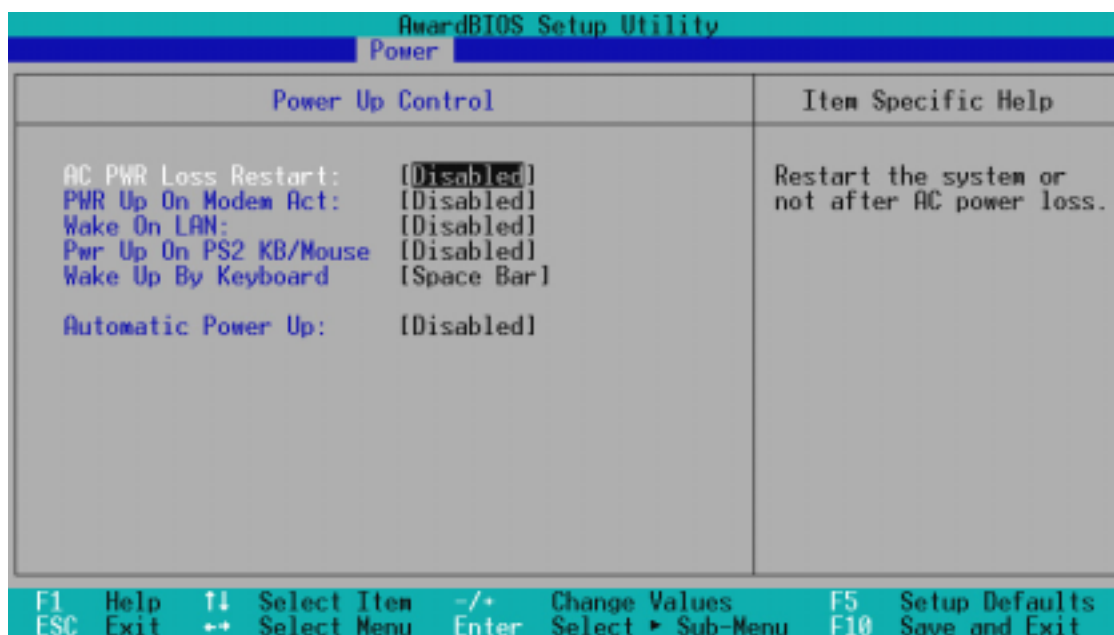 AwardBIOS Setup Utility
Power
Power Up Control
Item Specific Help
AC PWR Loss Restart: [Disabled]
PWR Up On Modem Act: [Disabled]
Wake On LAN: [Disabled]
Pwr Up On PS2 KB/Mouse [Disabled]
Wake Up By Keyboard [Space Bar]
Automatic Power Up: [Disabled]
Restart the system or
not after AC power loss.
F1 Help ↑↓ Select Item -/+ Change Values F5 Setup Defaults
ESC Exit ←→ Select Menu Enter Select ► Sub-Menu F10 Save and Exit